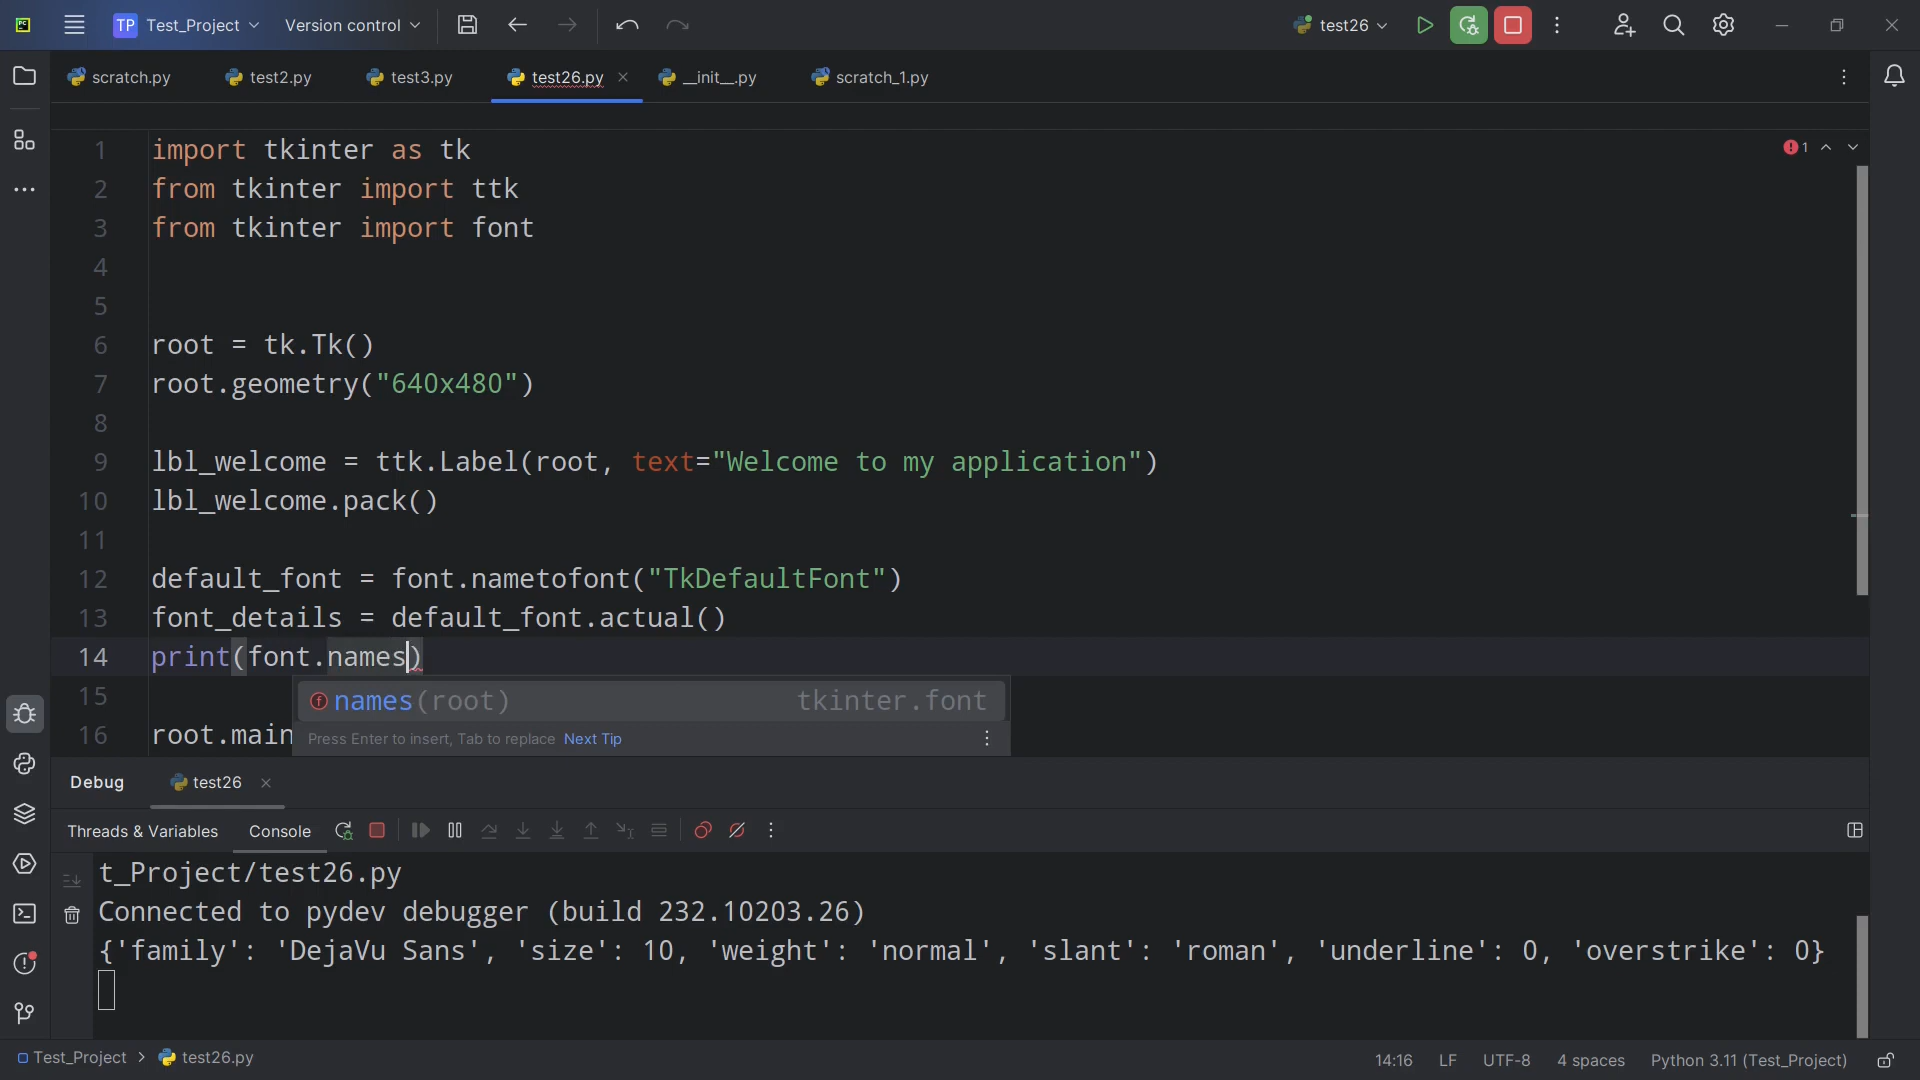 TP Test_Project Version control test26
scratch.py test2.py test3.py test26.py __init__.py scratch_1.py
1 import tkinter as tk
1
2 from tkinter import ttk
3 from tkinter import font
4
5
6 root = tk.Tk()
7 root.geometry("640x480")
8
9 lbl_welcome = ttk.Label(root, text="Welcome to my application")
10 lbl_welcome.pack()
11
12 default_font = font.nametofont("TkDefaultFont")
13 font_details = default_font.actual()
14 print(font.names)
15
names(root) tkinter.font
16 root.main
Press Enter to insert, Tab to replace Next Tip
Debug test26
Threads & Variables Console
t_Project/test26.py
Connected to pydev debugger (build 232.10203.26)
{'family': 'DejaVu Sans', 'size': 10, 'weight': 'normal', 'slant': 'roman', 'underline': 0, 'overstrike': 0}
Test_Project > test26.py 14:16 LF UTF-8 4 spaces Python 3.11 (Test_Project)